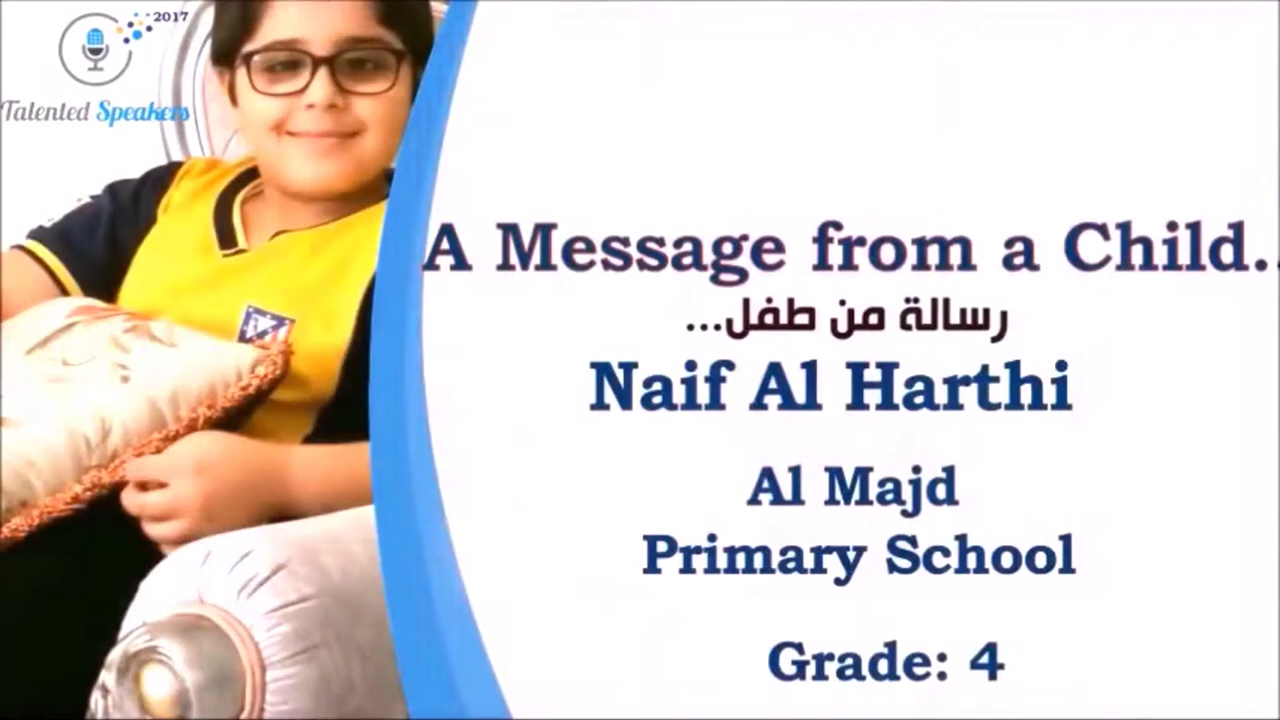 2017
Talented Speakers
A Message from a Child..
رسالة من طفل...
Naif Al Harthi
Al Majd
Primary School
Grade: 4